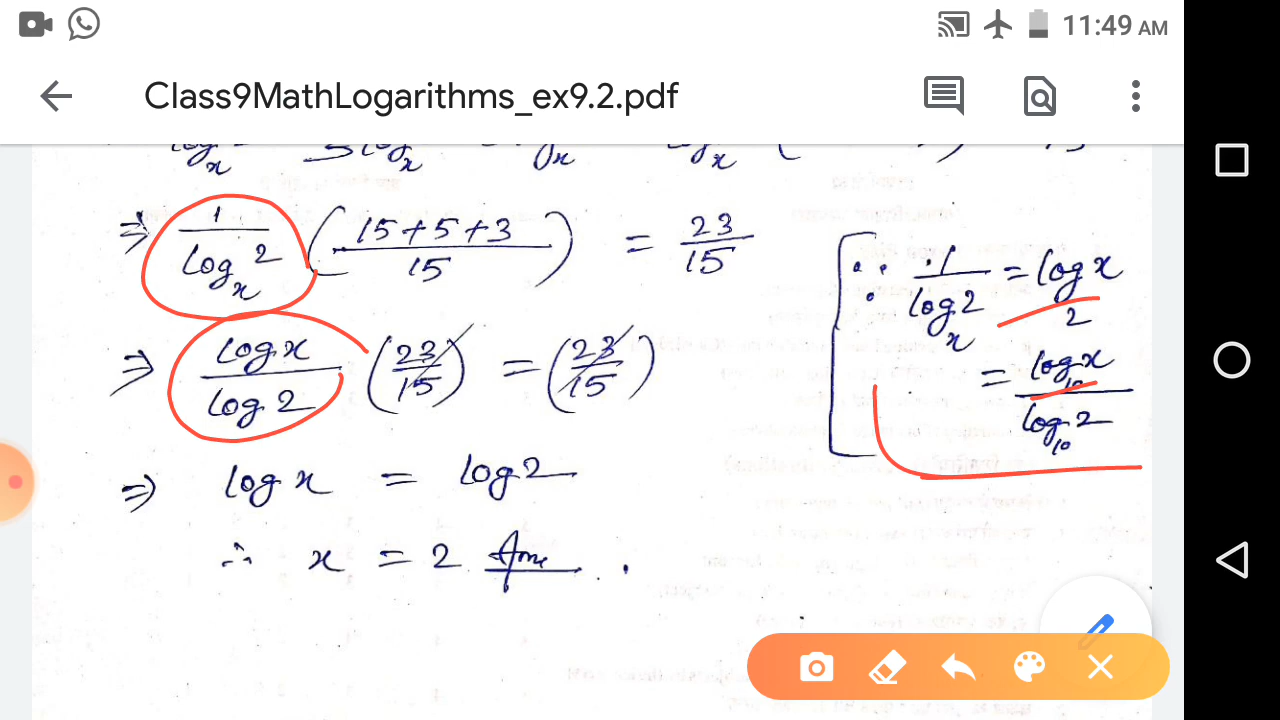 11:49 AM
Class9MathLogarithms_ex9.2.pdf
⇒ 1/log_x 2 ( (15+5+3)/15 ) = 23/15
⇒ log x/log 2 (23/15) = (23/15)
⇒ log x = log 2
∴ x = 2 Ans.
∵ 1/log_x 2 = log_2 x
= log_10 x/log_10 2